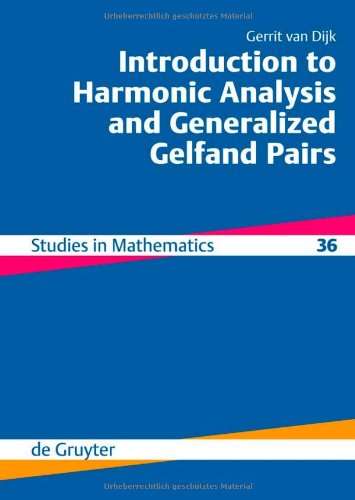 Urheberrechtlich geschütztes Material
Gerrit van Dijk
Introduction to
Harmonic Analysis
and Generalized
Gelfand Pairs
Studies in Mathematics 36
de Gruyter
Urheberrechtlich geschütztes Material